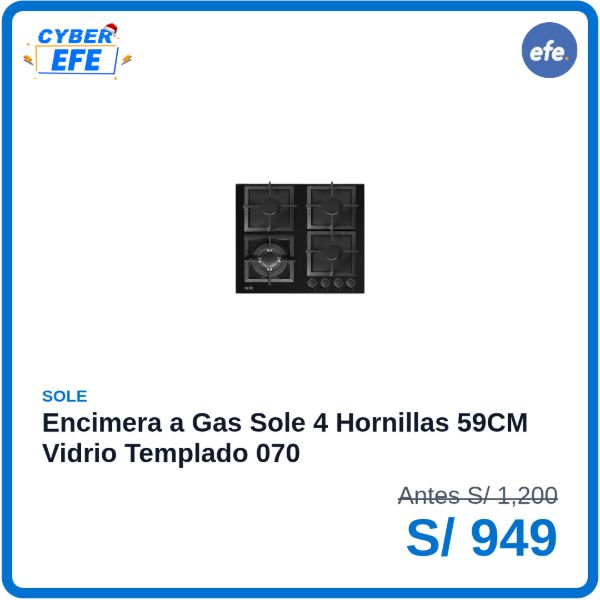 CYBER
EFE
efe.
SOLE
Encimera a Gas Sole 4 Hornillas 59CM
Vidrio Templado 070
Antes S/ 1,200
S/ 949